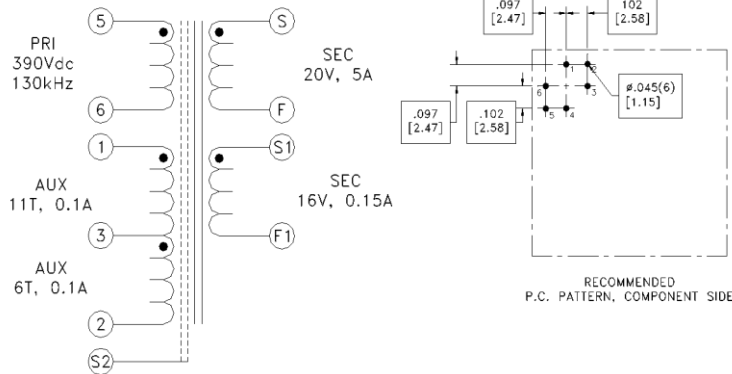 5
PRI
390Vdc
130kHz
6
1
AUX
11T, 0.1A
3
AUX
6T, 0.1A
2
S2
S
SEC
20V, 5A
F
S1
SEC
16V, 0.15A
F1
.097
[2.47]
.102
[2.58]
1
2
3
6
5
4
ø.045(6)
[1.15]
.097
[2.47]
.102
[2.58]
RECOMMENDED
P.C. PATTERN, COMPONENT SIDE